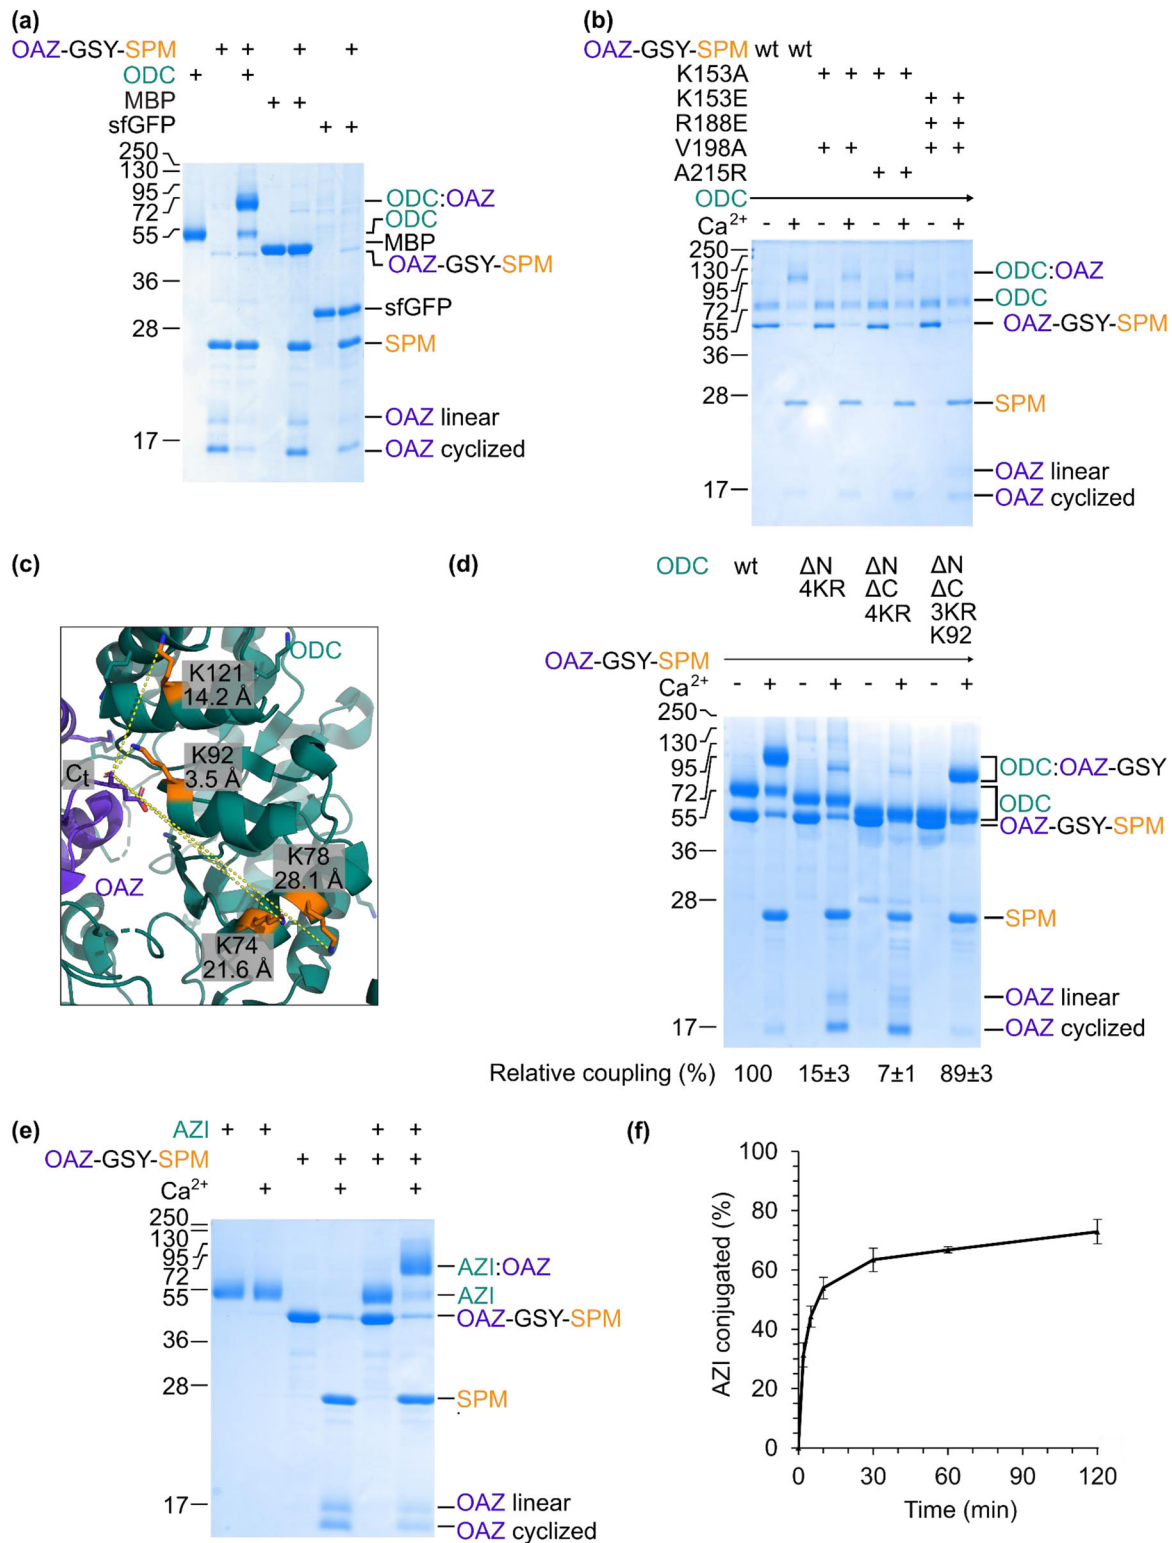 (a)
OAZ-GSY-SPM + + + +
ODC + +
MBP + +
sfGFP + +
250
130
95
72
55
36
28
17
ODC:OAZ
ODC
MBP
OAZ-GSY-SPM
sfGFP
SPM
OAZ linear
OAZ cyclized
(b)
OAZ-GSY-SPM wt wt
K153A + + + +
K153E + +
R188E + +
V198A + + + +
A215R + +
ODC
Ca2+ - + - + - + - +
250
130
95
72
55
36
28
17
ODC:OAZ
ODC
OAZ-GSY-SPM
SPM
OAZ linear
OAZ cyclized
(c)
ODC
K121
14.2 Å
K92
3.5 Å
Ct
K78
28.1 Å
OAZ
K74
21.6 Å
(d)
ODC wt ΔN ΔN ΔN
4KR ΔC ΔC
4KR 3KR
K92
OAZ-GSY-SPM
Ca2+ - + - + - + - +
250
130
95
72
55
36
28
17
ODC:OAZ-GSY
ODC
OAZ-GSY-SPM
SPM
OAZ linear
OAZ cyclized
Relative coupling (%) 100 15±3 7±1 89±3
(e)
AZI + + + +
OAZ-GSY-SPM + + + +
Ca2+ + + +
250
130
95
72
55
36
28
17
AZI:OAZ
AZI
OAZ-GSY-SPM
SPM
OAZ linear
OAZ cyclized
(f)
AZI conjugated (%)
100
80
60
40
20
0
0 30 60 90 120
Time (min)